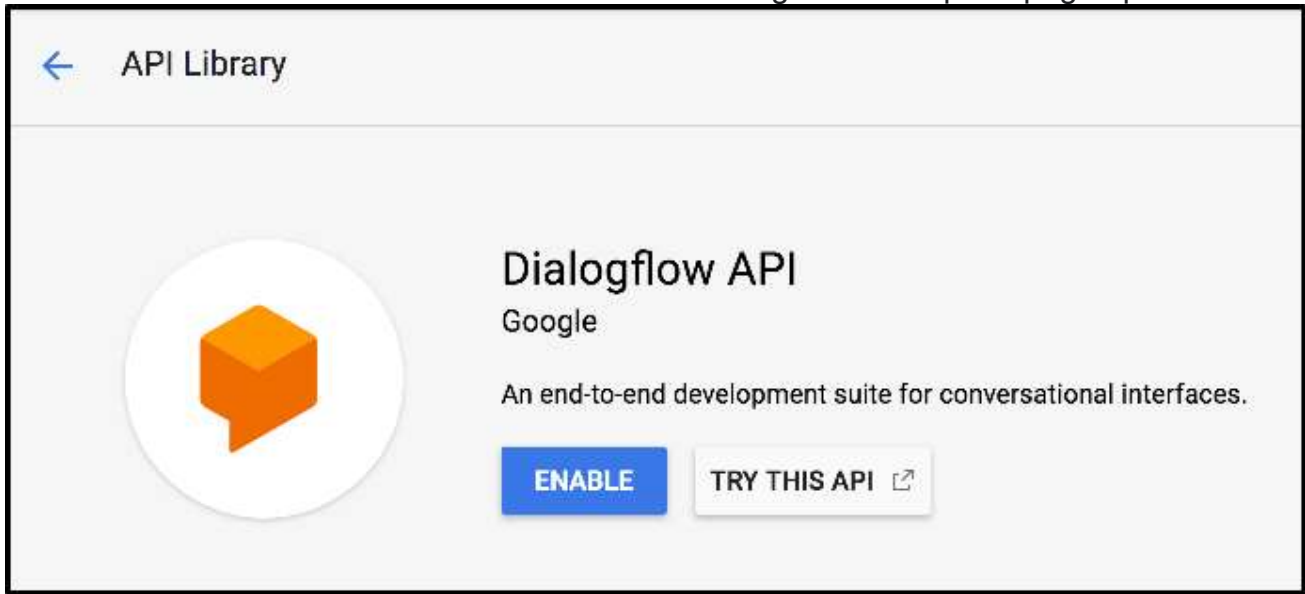 API Library
Dialogflow API
Google
An end-to-end development suite for conversational interfaces.
ENABLE
TRY THIS API